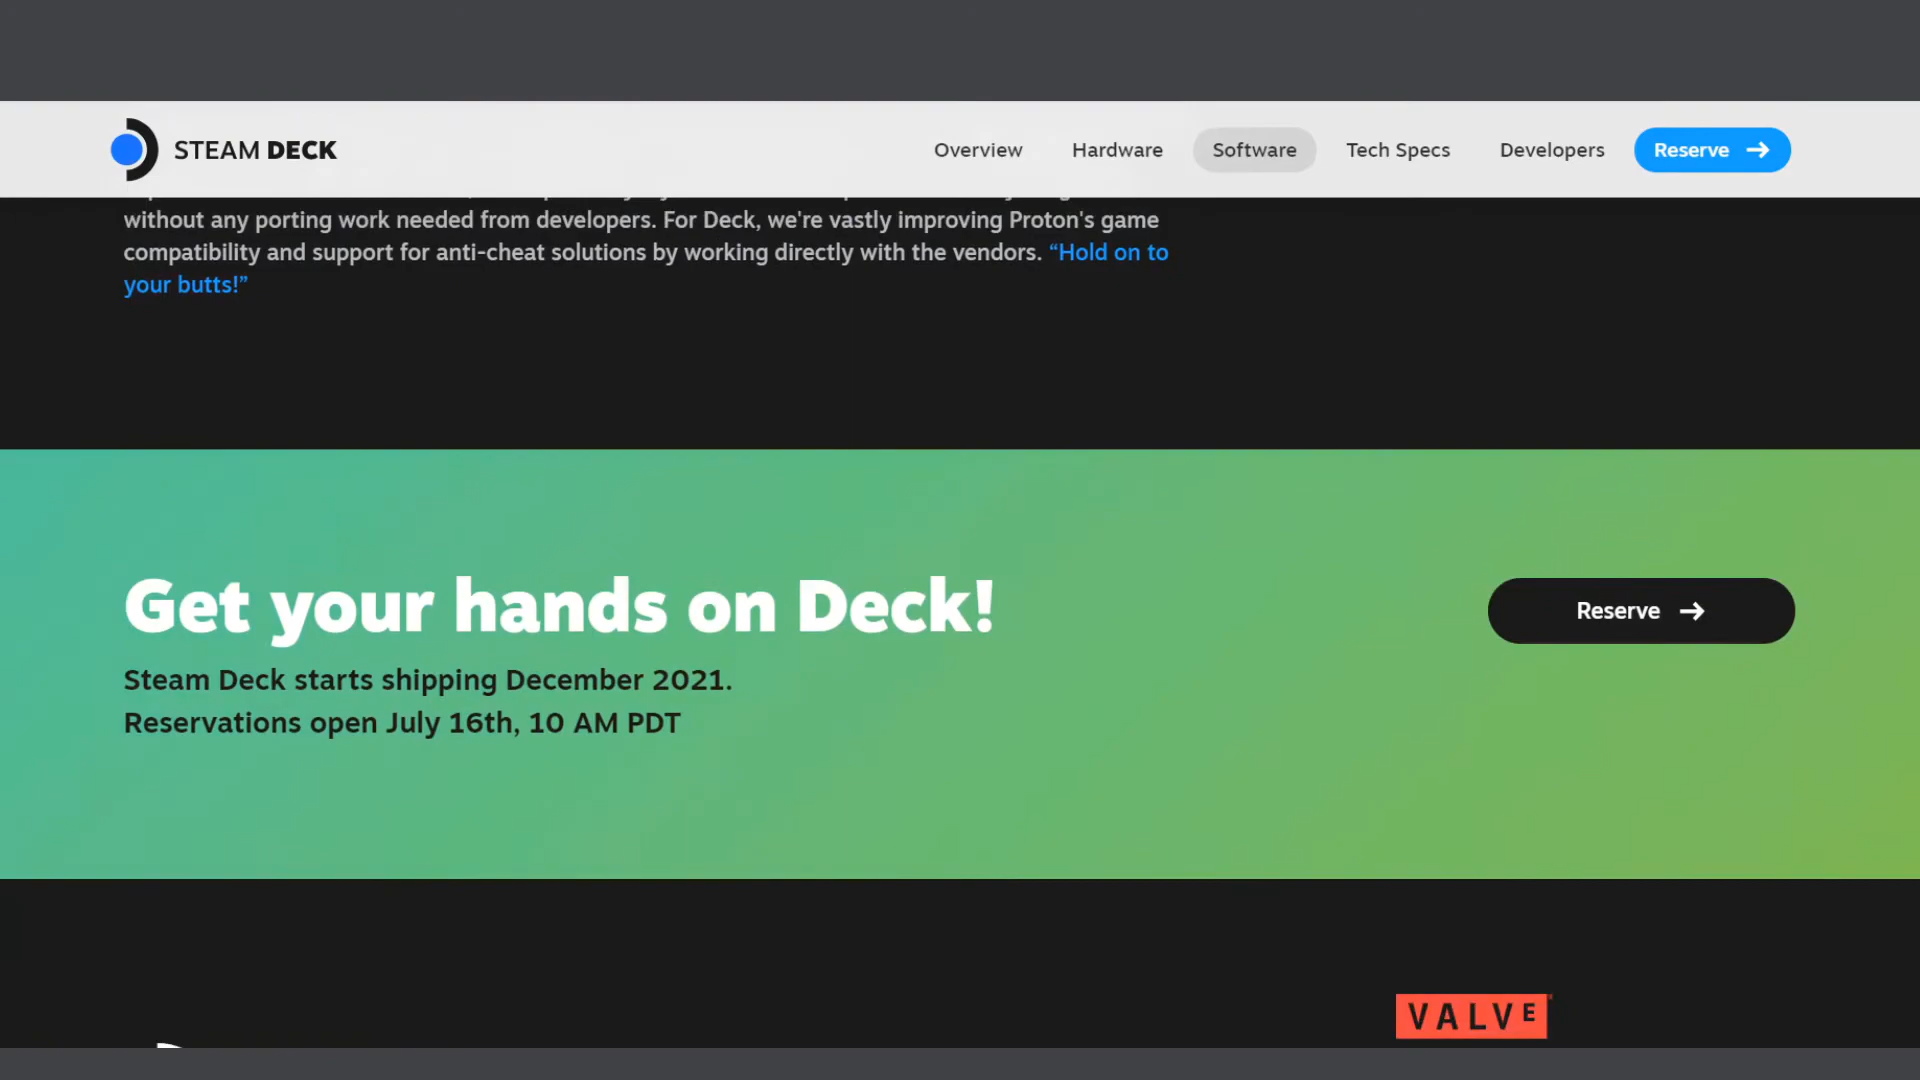 STEAM DECK
Overview
Hardware
Software
Tech Specs
Developers
Reserve
without any porting work needed from developers. For Deck, we're vastly improving Proton's game
compatibility and support for anti-cheat solutions by working directly with the vendors. “Hold on to
your butts!”
Get your hands on Deck!
Reserve
Steam Deck starts shipping December 2021.
Reservations open July 16th, 10 AM PDT
VALVE